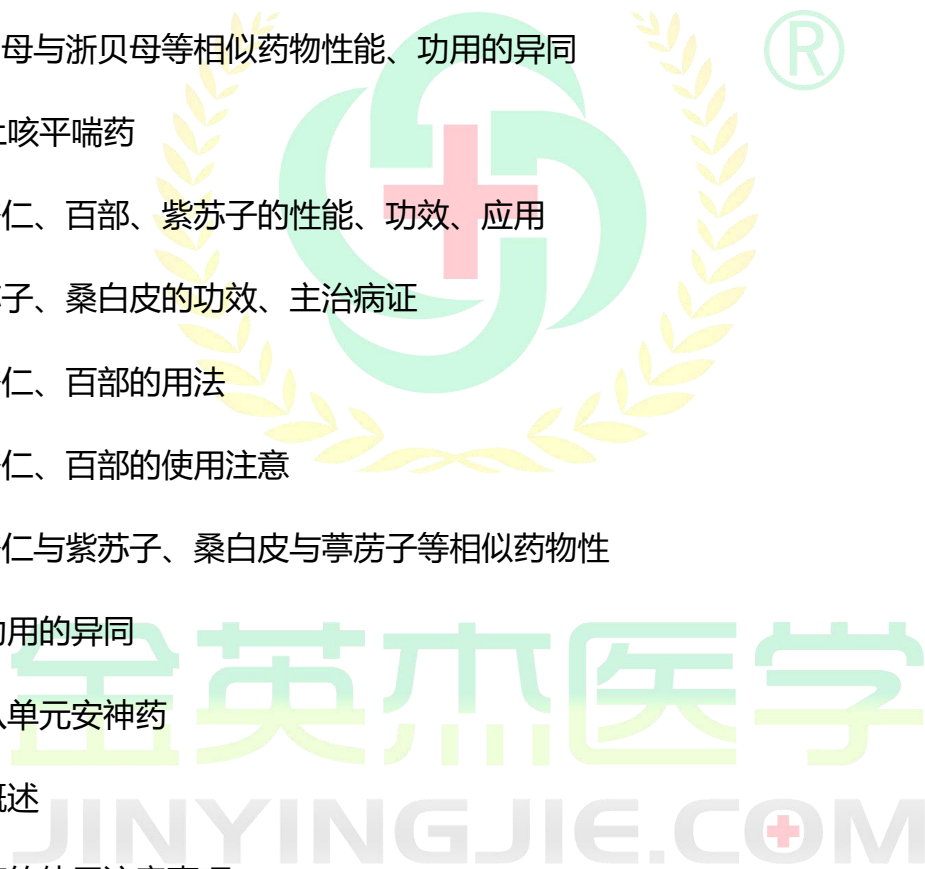 母与浙贝母等相似药物性能、功用的异同
®
止咳平喘药
仁、百部、紫苏子的性能、功效、应用
子、桑白皮的功效、主治病证
仁、百部的用法
仁、百部的使用注意
仁与紫苏子、桑白皮与葶苈子等相似药物性
功用的异同
金英杰医学
单元安神药
概述
JINYINGJIE.COM